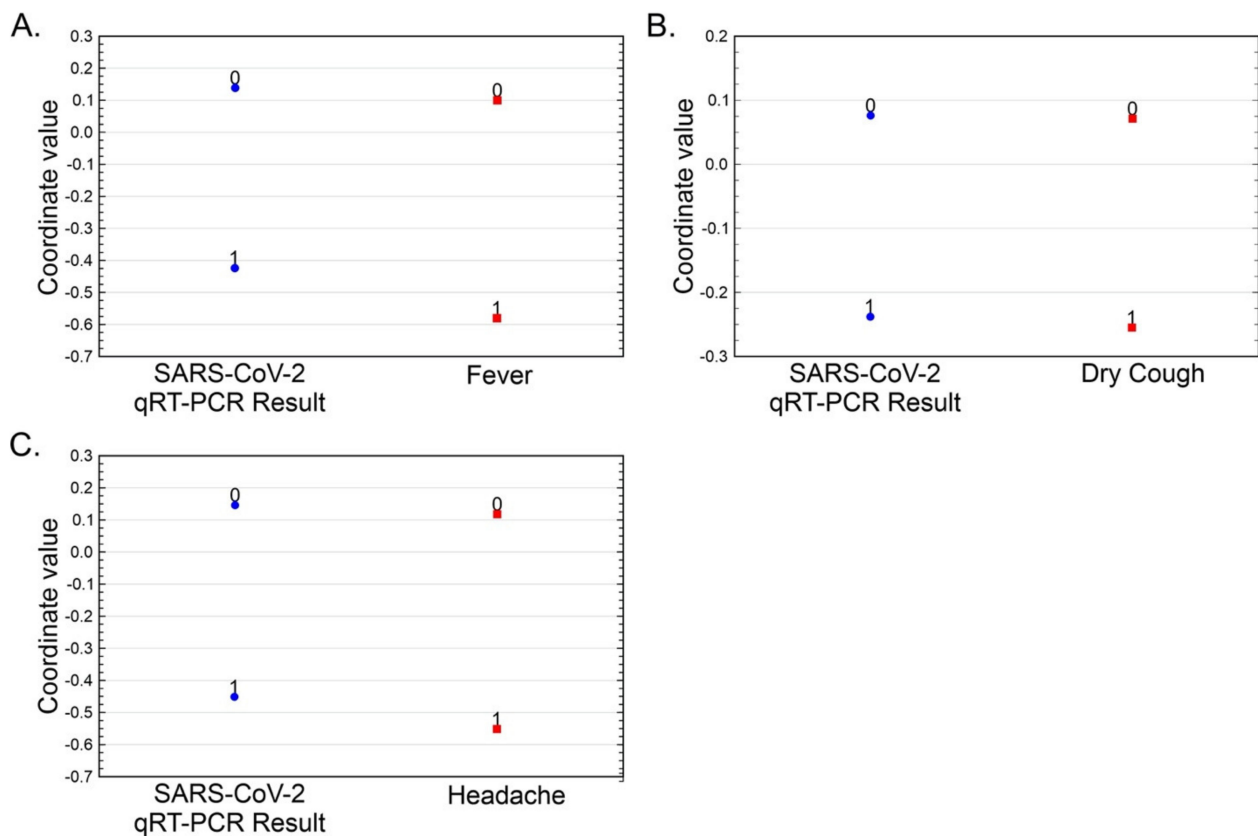 A.
Coordinate value
0.3
0.2
0.1
0.0
-0.1
-0.2
-0.3
-0.4
-0.5
-0.6
-0.7
0
0
1
1
SARS-CoV-2
qRT-PCR Result
Fever
B.
Coordinate value
0.2
0.1
0.0
-0.1
-0.2
-0.3
0
0
1
1
SARS-CoV-2
qRT-PCR Result
Dry Cough
C.
Coordinate value
0.3
0.2
0.1
0.0
-0.1
-0.2
-0.3
-0.4
-0.5
-0.6
-0.7
0
0
1
1
SARS-CoV-2
qRT-PCR Result
Headache